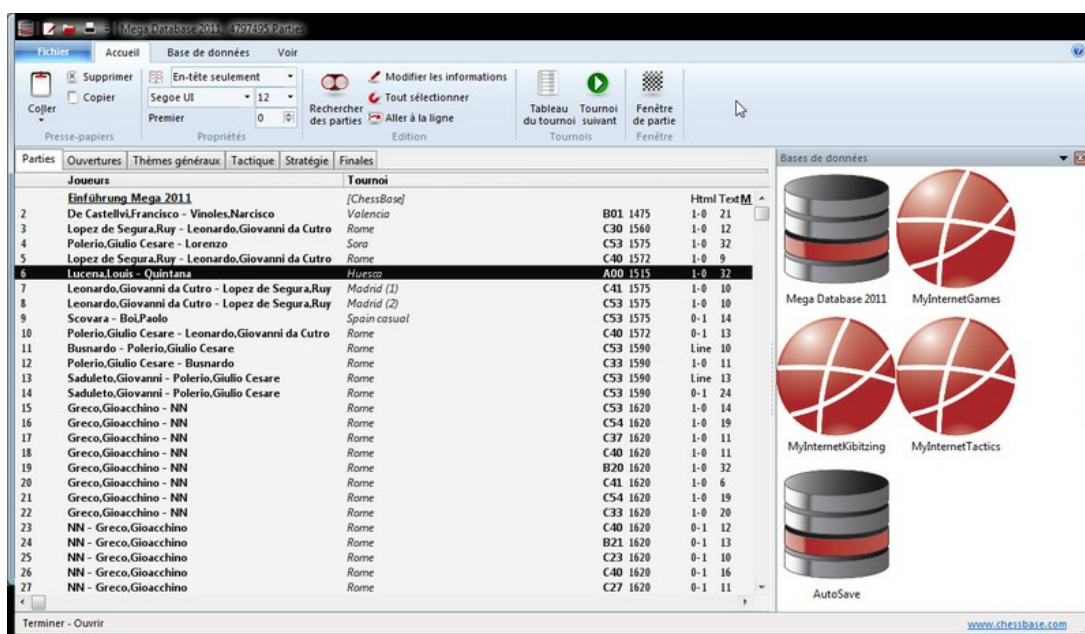 Mega Database 2011 4797495 Parties
Fichier Accueil Base de données Voir
Coller
Supprimer
Copier
Presse-papiers
En-tête seulement
Segoe UI 12
Premier 0
Propriétés
Rechercher des parties
Modifier les informations
Tout sélectionner
Aller à la ligne
Edition
Tableau du tournoi
Tournoi suivant
Tournois
Fenêtre de partie
Fenêtre
Parties Ouvertures Thèmes généraux Tactique Stratégie Finales
Joueurs Tournoi
Einführung Mega 2011 [ChessBase] Html Text M
2 De Castellvi,Francisco - Vinoles,Narcisco Valencia B01 1475 1-0 21
3 Lopez de Segura,Ruy - Leonardo,Giovanni da Cutro Rome C30 1560 1-0 12
4 Polerio,Giulio Cesare - Lorenzo Sora C53 1575 1-0 32
5 Lopez de Segura,Ruy - Leonardo,Giovanni da Cutro Rome C40 1572 1-0 9
6 Lucena,Louis - Quintana Huesca A00 1515 1-0 32
7 Leonardo,Giovanni da Cutro - Lopez de Segura,Ruy Madrid (1) C41 1575 1-0 10
8 Leonardo,Giovanni da Cutro - Lopez de Segura,Ruy Madrid (2) C53 1575 1-0 10
9 Scovara - Boi,Paolo Spain casual C53 1575 0-1 14
10 Polerio,Giulio Cesare - Leonardo,Giovanni da Cutro Rome C40 1572 0-1 13
11 Busnardo - Polerio,Giulio Cesare Rome C53 1590 Line 10
12 Polerio,Giulio Cesare - Busnardo Rome C33 1590 1-0 11
13 Saduleto,Giovanni - Polerio,Giulio Cesare Rome C53 1590 Line 13
14 Saduleto,Giovanni - Polerio,Giulio Cesare Rome C53 1590 0-1 24
15 Greco,Gioacchino - NN Rome C53 1620 1-0 14
16 Greco,Gioacchino - NN Rome C54 1620 1-0 19
17 Greco,Gioacchino - NN Rome C37 1620 1-0 11
18 Greco,Gioacchino - NN Rome C40 1620 1-0 11
19 Greco,Gioacchino - NN Rome B20 1620 1-0 32
20 Greco,Gioacchino - NN Rome C41 1620 1-0 6
21 Greco,Gioacchino - NN Rome C54 1620 1-0 19
22 Greco,Gioacchino - NN Rome C33 1620 1-0 20
23 NN - Greco,Gioacchino Rome C40 1620 0-1 12
24 NN - Greco,Gioacchino Rome B21 1620 0-1 13
25 NN - Greco,Gioacchino Rome C23 1620 0-1 10
26 NN - Greco,Gioacchino Rome C40 1620 0-1 16
27 NN - Greco,Gioacchino Rome C27 1620 0-1 11
Bases de données
Mega Database 2011 MyInternetGames
MyInternetKibitzing MyInternetTactics
AutoSave
Terminer - Ouvrir www.chessbase.com